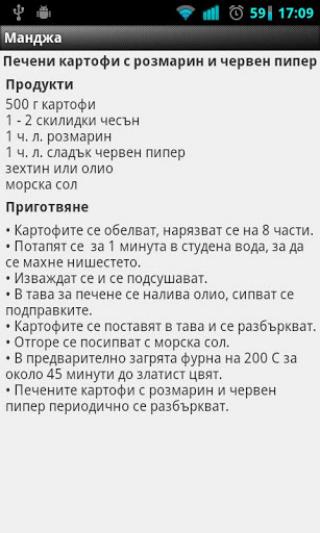 59 17:09
Манджа
Печени картофи с розмарин и червен пипер
Продукти
500 г картофи
1 - 2 скилидки чесън
1 ч. л. розмарин
1 ч. л. сладък червен пипер
зехтин или олио
морска сол
Приготвяне
• Картофите се обелват, нарязват се на 8 части.
• Потапят се  за 1 минута в студена вода, за да
се махне нишестето.
• Изваждат се и се подсушават.
• В тава за печене се налива олио, сипват се
подправките.
• Картофите се поставят в тава и се разбъркват.
• Отгоре се посипват с морска сол.
• В предварително загрята фурна на 200 С за
около 45 минути до златист цвят.
• Печените картофи с розмарин и червен
пипер периодично се разбъркват.